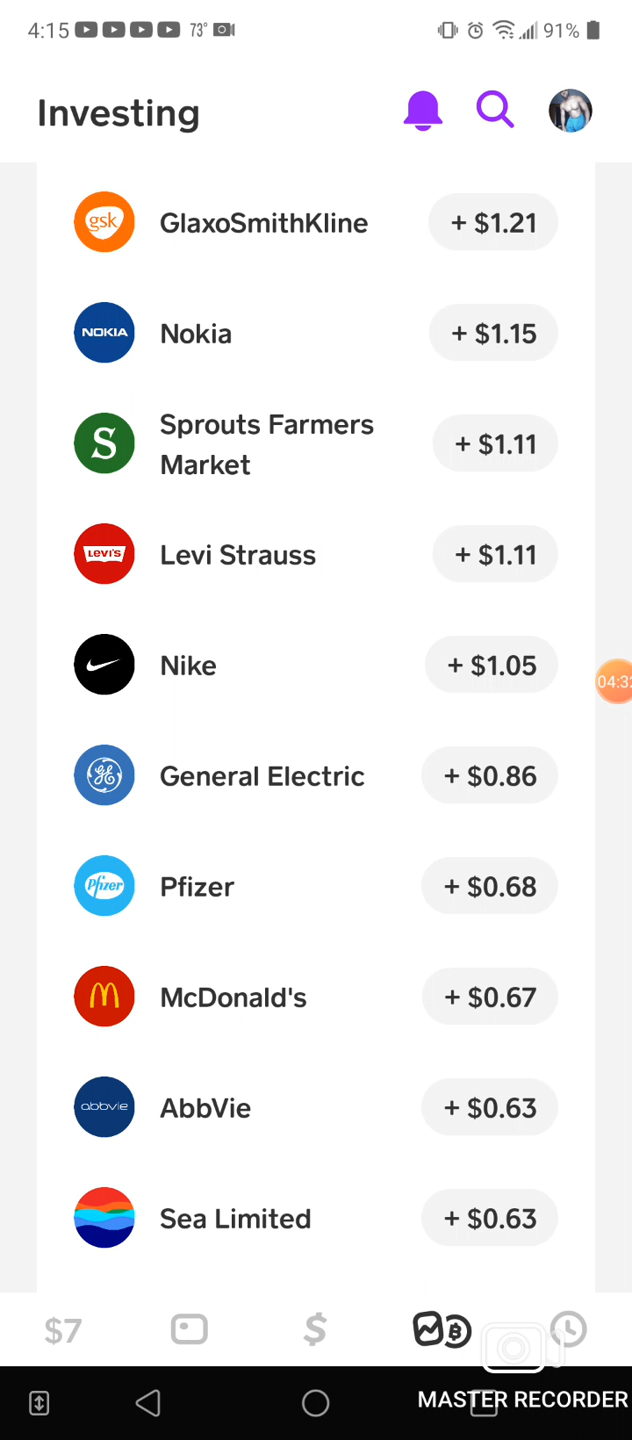 4:15 73° 91%
Investing
gsk GlaxoSmithKline + $1.21
NOKIA Nokia + $1.15
S Sprouts Farmers
Market + $1.11
LEVI'S Levi Strauss + $1.11
Nike + $1.05
GE General Electric + $0.86
Pfizer Pfizer + $0.68
McDonald's + $0.67
abbvie AbbVie + $0.63
Sea Limited + $0.63
04:3
$7 $
MASTER RECORDER